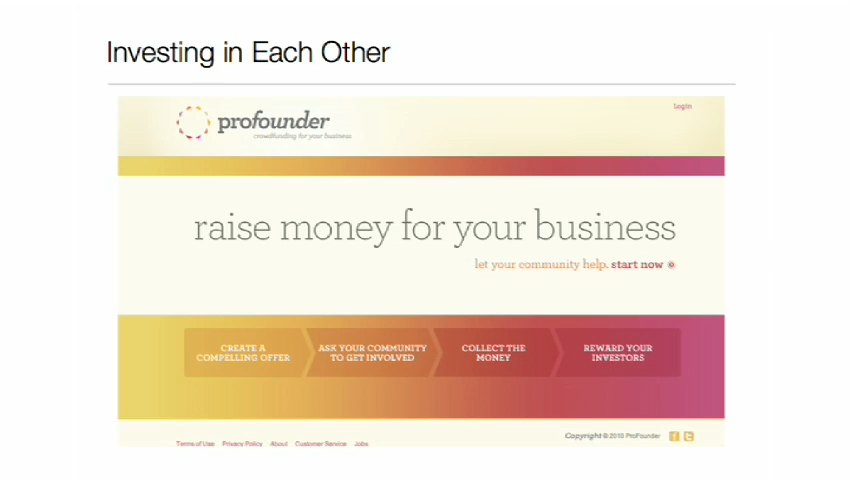 Investing in Each Other
Login
profounder
crowdfunding for your business
raise money for your business
let your community help. start now
CREATE A
COMPELLING OFFER
ASK YOUR COMMUNITY
TO GET INVOLVED
COLLECT THE
MONEY
REWARD YOUR
INVESTORS
Copyright © 2010 ProFounder
Terms of Use Privacy Policy About Customer Service Jobs